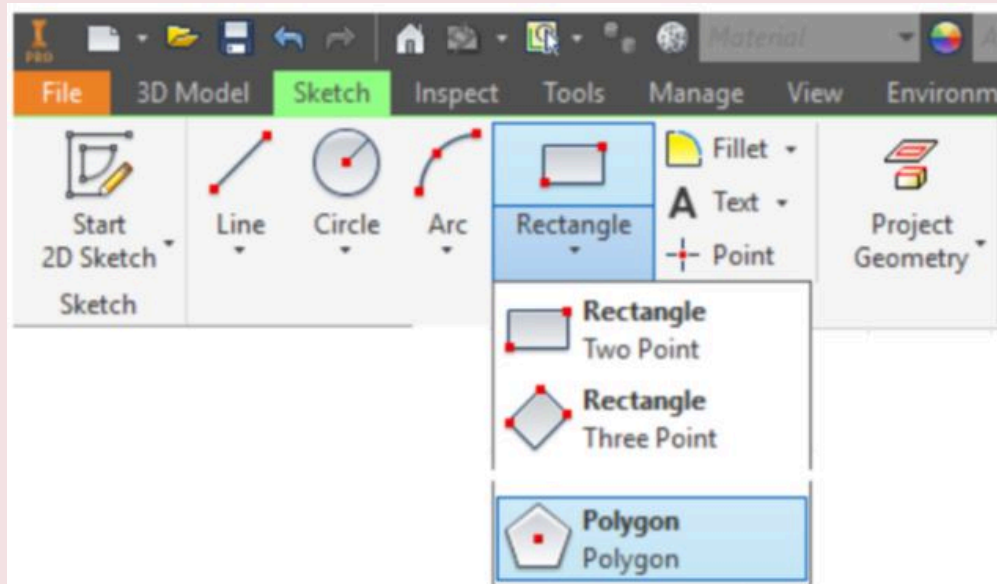 PRO
Material
A
File 3D Model Sketch Inspect Tools Manage View Environm
Start
2D Sketch
Line
Circle
Arc
Rectangle
Fillet
A Text
Point
Project
Geometry
Sketch
Rectangle
Two Point
Rectangle
Three Point
Polygon
Polygon